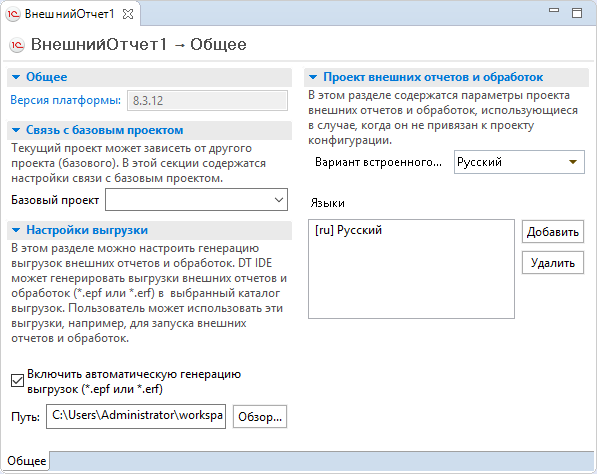 ВнешнийОтчет1
ВнешнийОтчет1 → Общее
Общее
Версия платформы: 8.3.12
Связь с базовым проектом
Текущий проект может зависеть от другого
проекта (базового). В этой секции содержатся
настройки связи с базовым проектом.
Базовый проект
Настройки выгрузки
В этом разделе можно настроить генерацию
выгрузок внешних отчетов и обработок. DT IDE
может генерировать выгрузки внешних отчетов и
обработок (*.epf или *.erf) в выбранный каталог
выгрузок. Пользователь может использовать эти
выгрузки, например, для запуска внешних
отчетов и обработок.
Включить автоматическую генерацию
выгрузок (*.epf или *.erf)
Путь: C:\Users\Administrator\workspa Обзор...
Проект внешних отчетов и обработок
В этом разделе содержатся параметры проекта
внешних отчетов и обработок, использующиеся
в случае, когда он не привязан к проекту
конфигурации.
Вариант встроенного... Русский
Языки
[ru] Русский
Добавить
Удалить
Общее